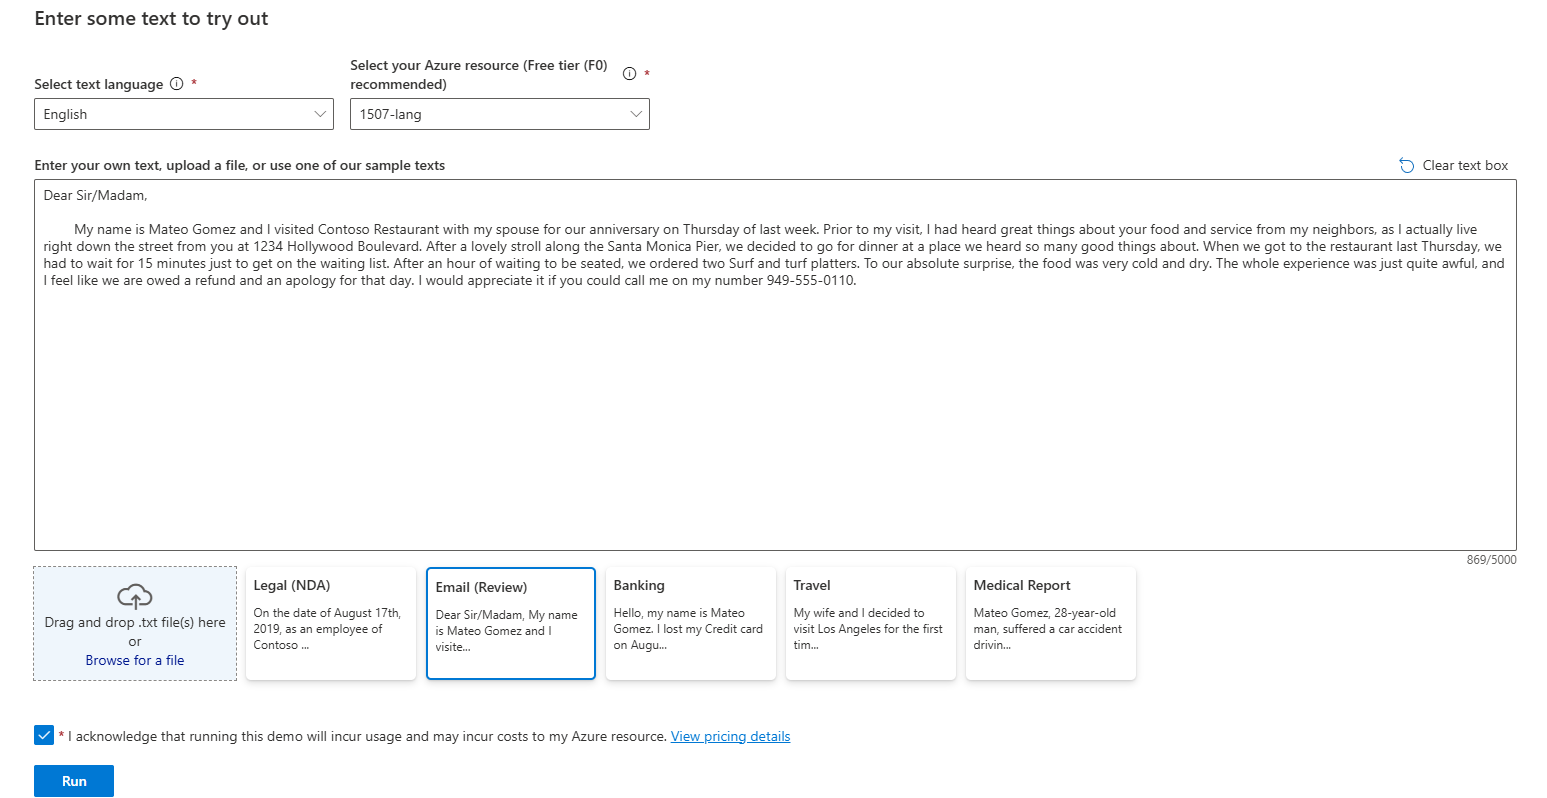 Enter some text to try out
Select text language *
Select your Azure resource (Free tier (F0)
recommended) *
English
1507-lang
Enter your own text, upload a file, or use one of our sample texts
Clear text box
Dear Sir/Madam,
My name is Mateo Gomez and I visited Contoso Restaurant with my spouse for our anniversary on Thursday of last week. Prior to my visit, I had heard great things about your food and service from my neighbors, as I actually live
right down the street from you at 1234 Hollywood Boulevard. After a lovely stroll along the Santa Monica Pier, we decided to go for dinner at a place we heard so many good things about. When we got to the restaurant last Thursday, we
had to wait for 15 minutes just to get on the waiting list. After an hour of waiting to be seated, we ordered two Surf and turf platters. To our absolute surprise, the food was very cold and dry. The whole experience was just quite awful, and
I feel like we are owed a refund and an apology for that day. I would appreciate it if you could call me on my number 949-555-0110.
869/5000
Drag and drop .txt file(s) here
or
Browse for a file
Legal (NDA)
On the date of August 17th,
2019, as an employee of
Contoso ...
Email (Review)
Dear Sir/Madam, My name
is Mateo Gomez and I
visite...
Banking
Hello, my name is Mateo
Gomez. I lost my Credit card
on Augu...
Travel
My wife and I decided to
visit Los Angeles for the first
tim...
Medical Report
Mateo Gomez, 28-year-old
man, suffered a car accident
drivin...
* I acknowledge that running this demo will incur usage and may incur costs to my Azure resource. View pricing details
Run